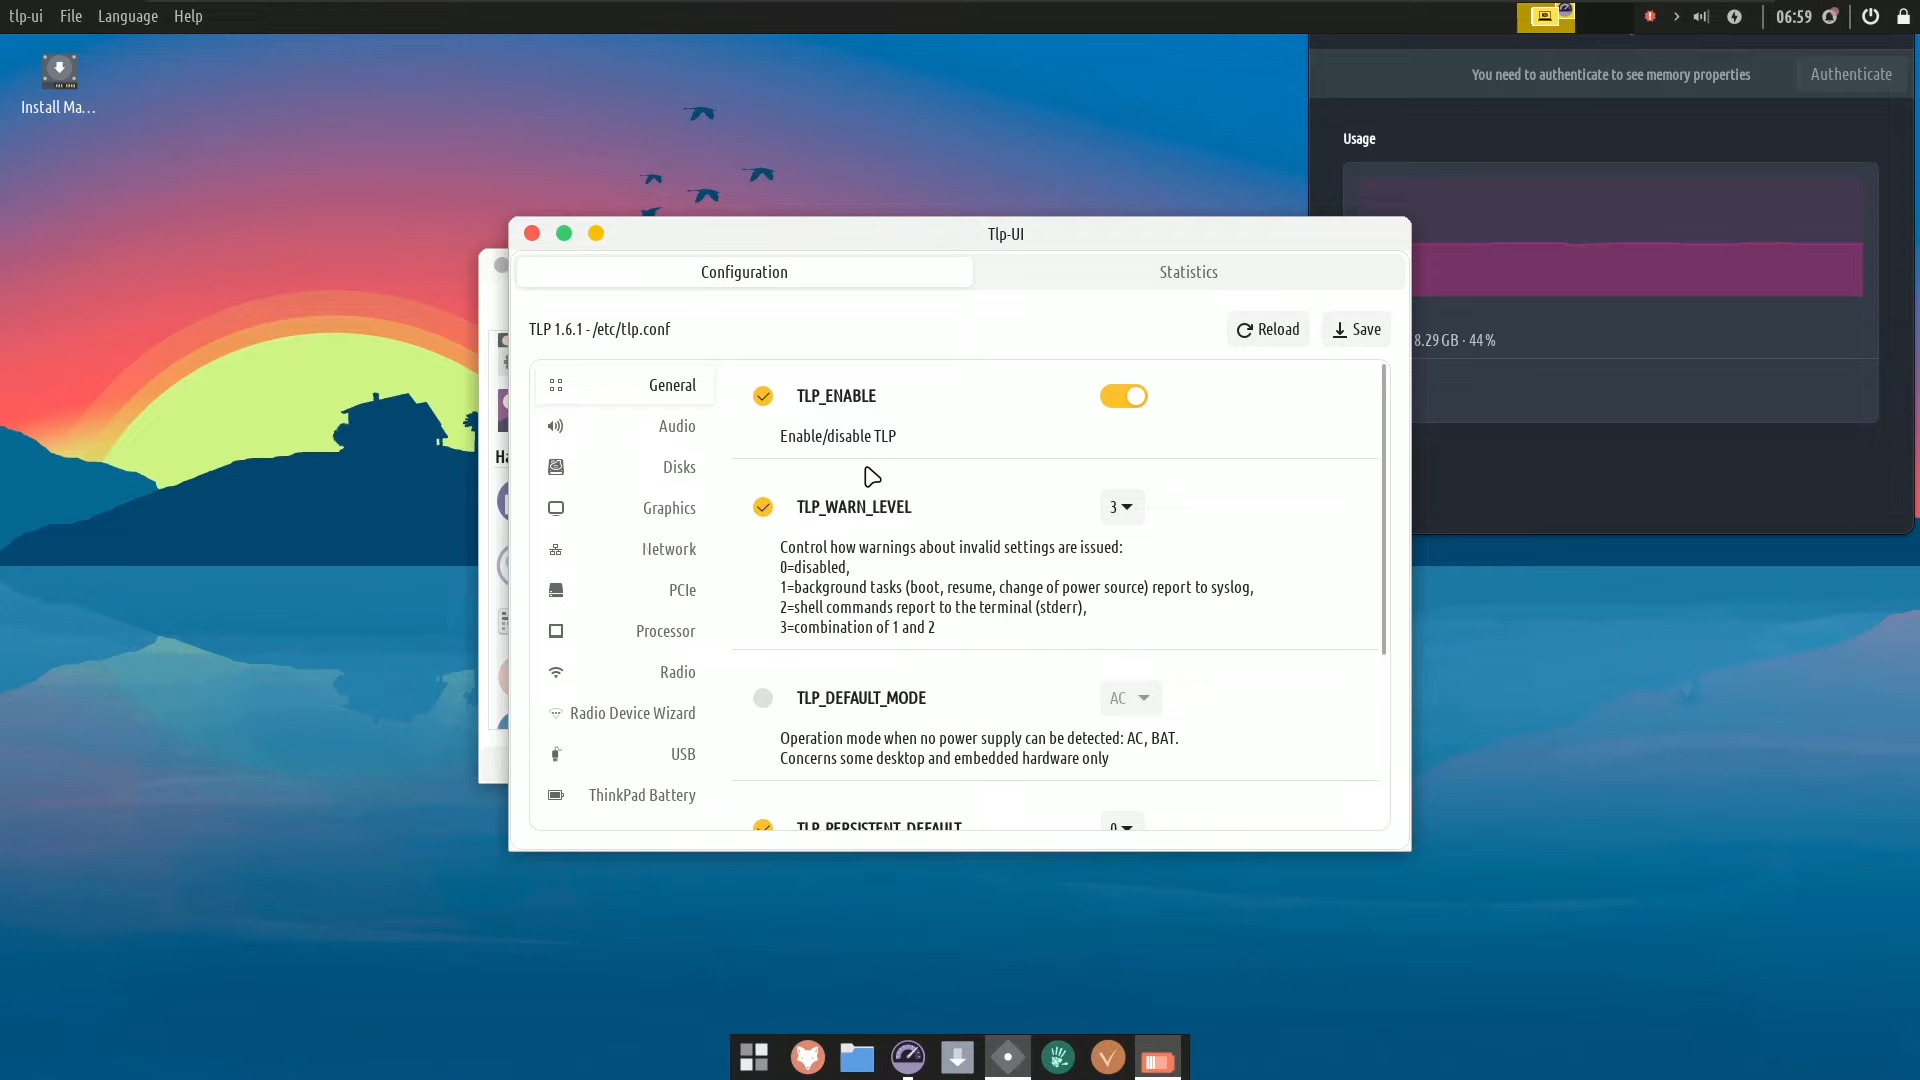 tlp-ui File Language Help
06:59
Install Ma...
You need to authenticate to see memory properties
Authenticate
Usage
8.29 GB · 44 %
Tlp-UI
Configuration
Statistics
TLP 1.6.1 - /etc/tlp.conf
Reload
Save
General
Audio
Disks
Graphics
Network
PCIe
Processor
Radio
Radio Device Wizard
USB
ThinkPad Battery
TLP_ENABLE
Enable/disable TLP
TLP_WARN_LEVEL
3
Control how warnings about invalid settings are issued:
0=disabled,
1=background tasks (boot, resume, change of power source) report to syslog,
2=shell commands report to the terminal (stderr),
3=combination of 1 and 2
TLP_DEFAULT_MODE
AC
Operation mode when no power supply can be detected: AC, BAT.
Concerns some desktop and embedded hardware only
TLP_PERSISTENT_DEFAULT
0